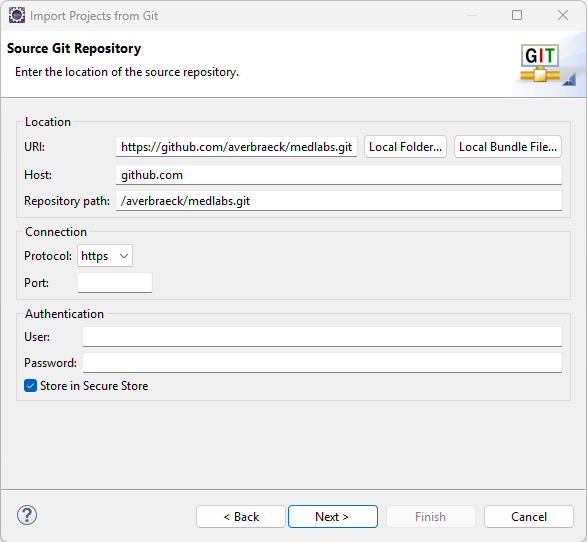 Import Projects from Git
Source Git Repository
Enter the location of the source repository.
GIT
Location
URI: https://github.com/averbraeck/medlabs.git Local Folder... Local Bundle File...
Host: github.com
Repository path: /averbraeck/medlabs.git
Connection
Protocol: https
Port:
Authentication
User:
Password:
Store in Secure Store
? < Back Next > Finish Cancel